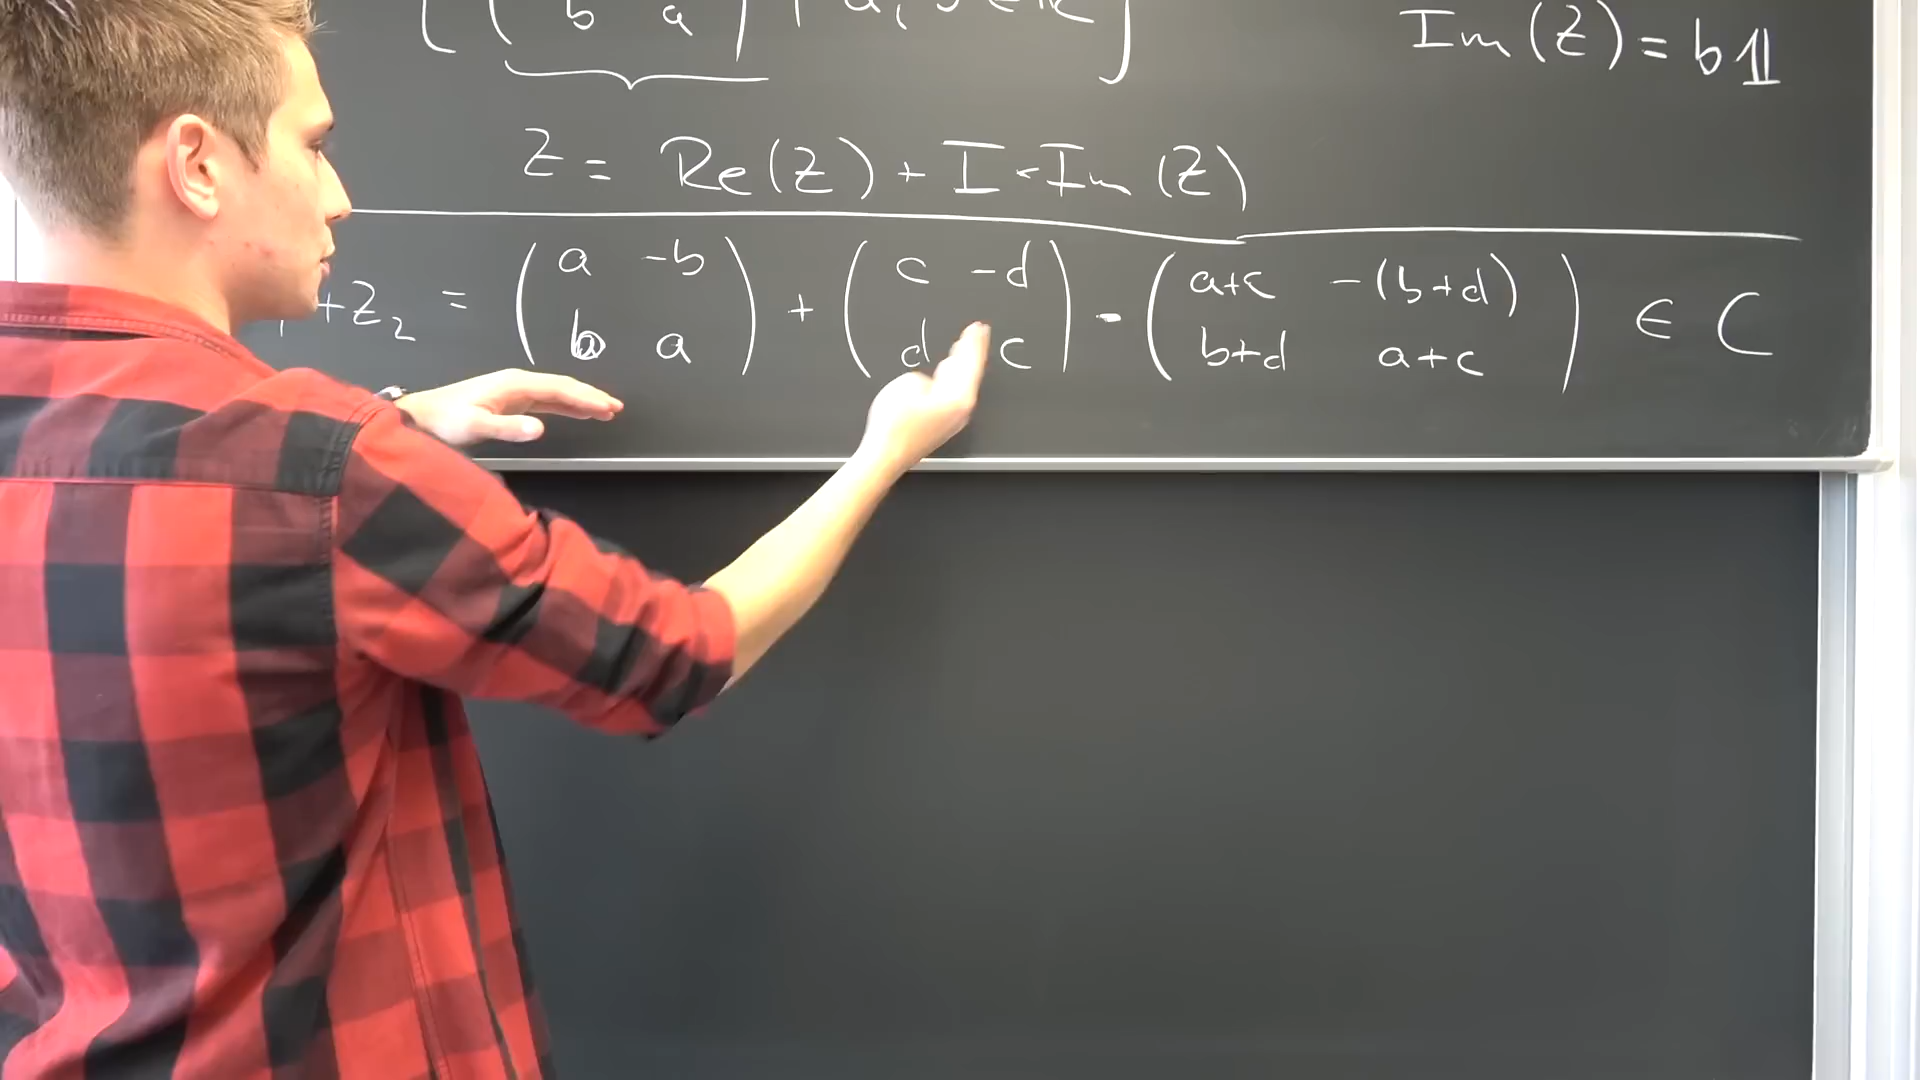 b a
Im(Z) = b𝟙
Z = Re(Z) + I · Im(Z)
+Z₂ = (a -b) + (c -d) = (a+c -(b+d)) ∈ C
b a d c b+d a+c